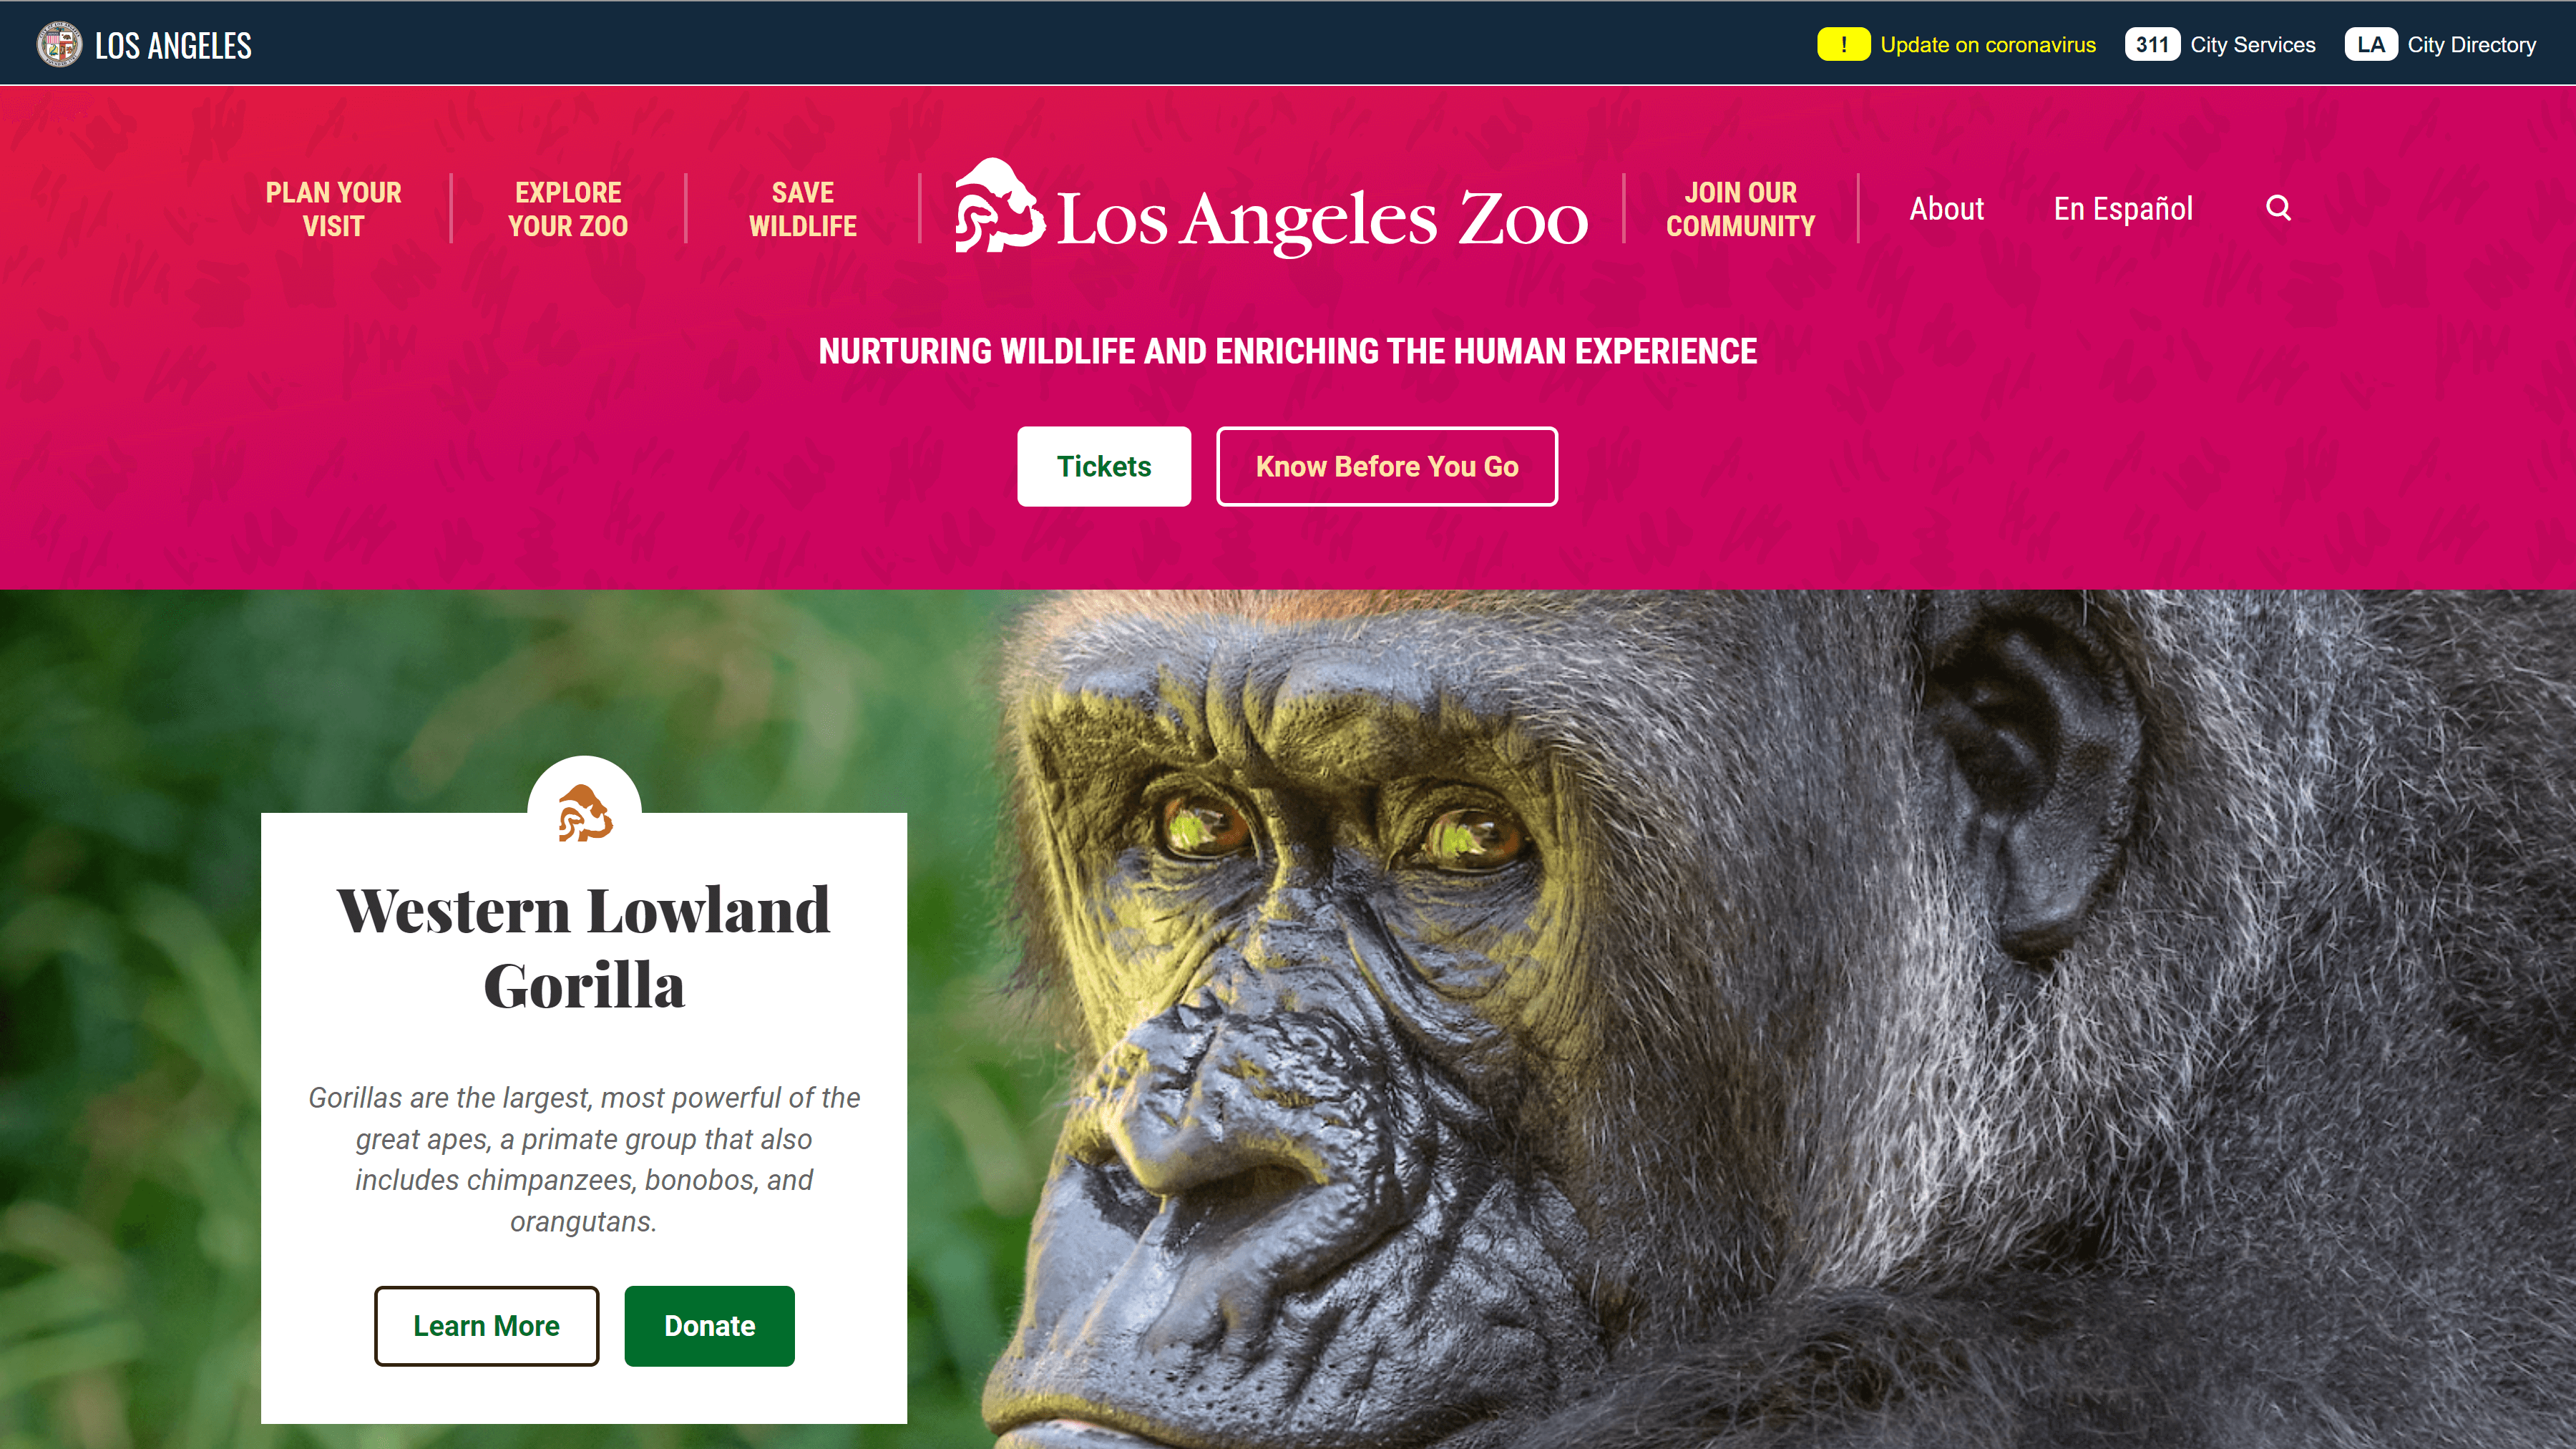 LOS ANGELES
! Update on coronavirus
311 City Services
LA City Directory
PLAN YOUR
VISIT
EXPLORE
YOUR ZOO
SAVE
WILDLIFE
Los Angeles Zoo
JOIN OUR
COMMUNITY
About
En Español
NURTURING WILDLIFE AND ENRICHING THE HUMAN EXPERIENCE
Tickets
Know Before You Go
Western Lowland
Gorilla
Gorillas are the largest, most powerful of the
great apes, a primate group that also
includes chimpanzees, bonobos, and
orangutans.
Learn More
Donate